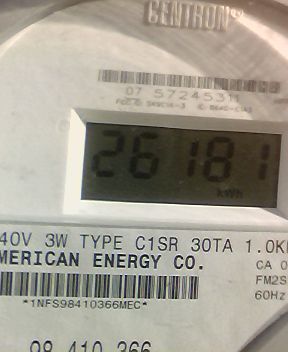 CENTRON®
07 57245311
26181
kWh
40V 3W TYPE C1SR 30TA 1.0K
MERICAN ENERGY CO.
CA 0
FM2S
60Hz
*1NFS98410366MEC*
98 410 366